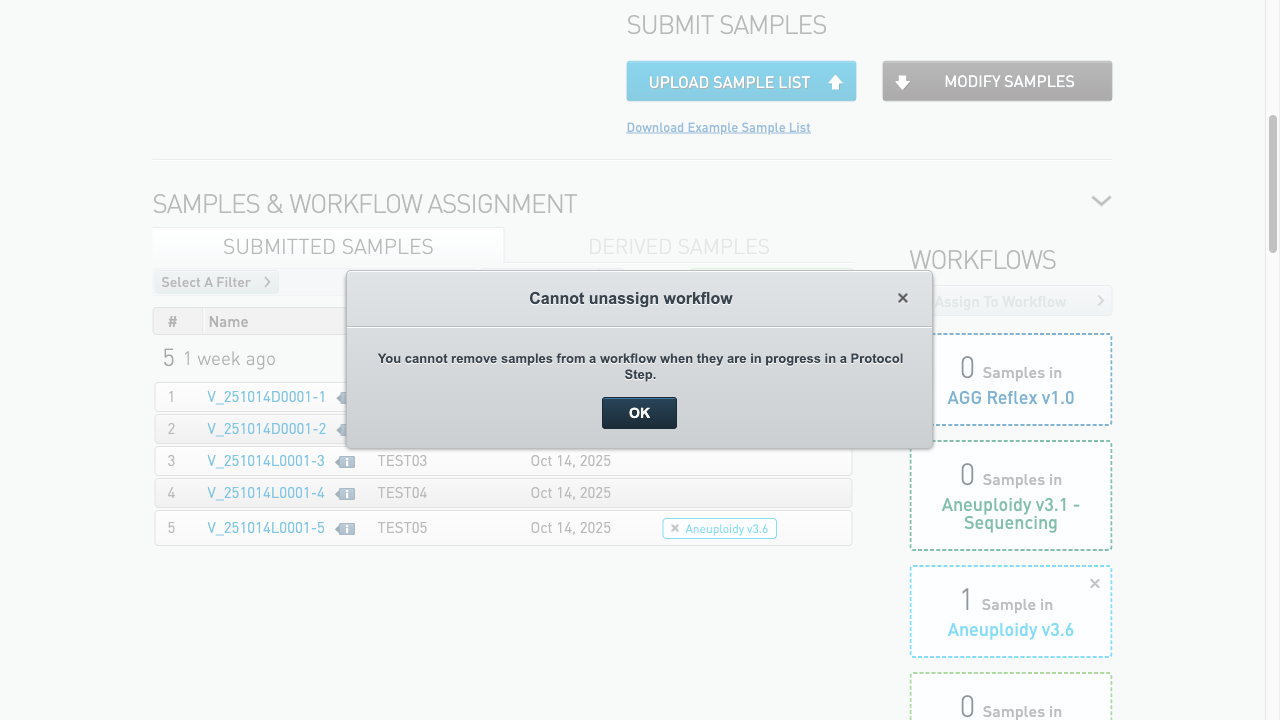 SUBMIT SAMPLES
UPLOAD SAMPLE LIST
MODIFY SAMPLES
Download Example Sample List
SAMPLES & WORKFLOW ASSIGNMENT
SUBMITTED SAMPLES
DERIVED SAMPLES
WORKFLOWS
Select A Filter
Assign To Workflow
Cannot unassign workflow
×
You cannot remove samples from a workflow when they are in progress in a Protocol
Step.
OK
# Name
5 1 week ago
1 V_251014D0001-1
2 V_251014D0001-2
3 V_251014L0001-3 TEST03 Oct 14, 2025
4 V_251014L0001-4 TEST04 Oct 14, 2025
5 V_251014L0001-5 TEST05 Oct 14, 2025 × Aneuploidy v3.6
0 Samples in
AGG Reflex v1.0
0 Samples in
Aneuploidy v3.1 -
Sequencing
×
1 Sample in
Aneuploidy v3.6
0 Samples in